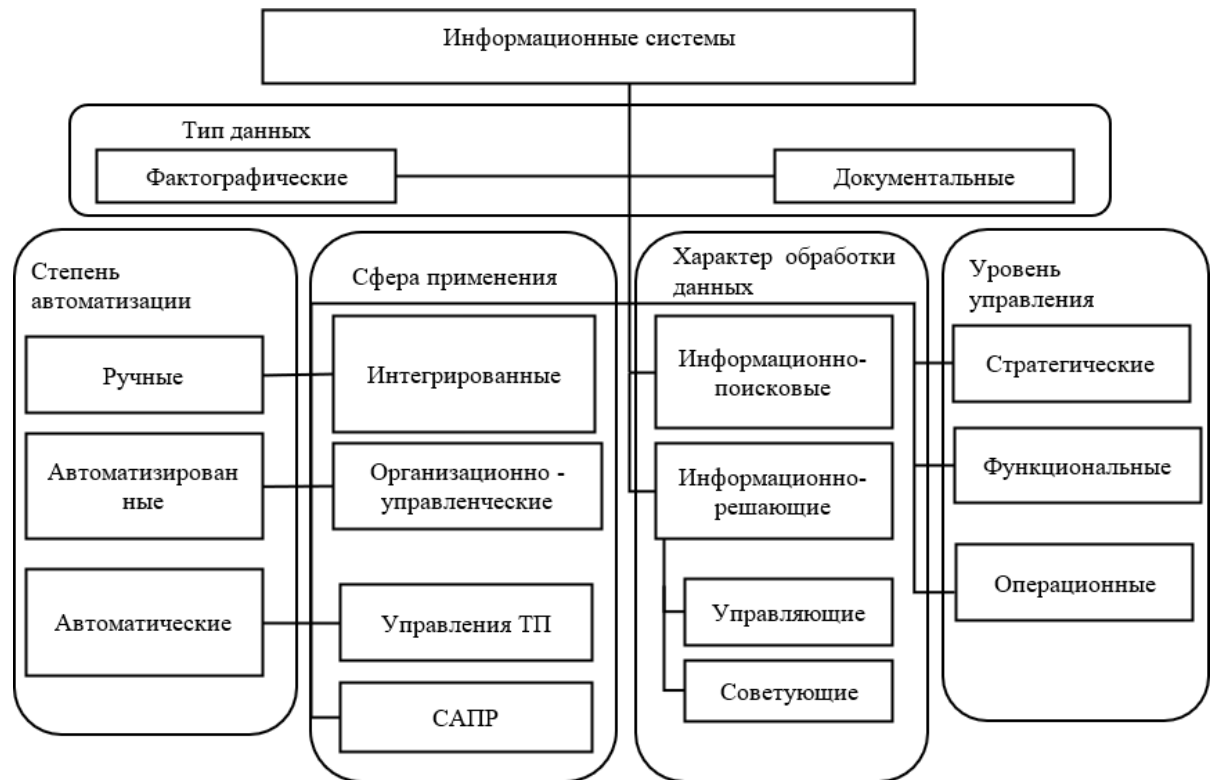 Информационные системы
Тип данных
Фактографические
Документальные
Степень
автоматизации
Ручные
Автоматизирован
ные
Автоматические
Сфера применения
Интегрированные
Организационно -
управленческие
Управления ТП
САПР
Характер обработки
данных
Информационно-
поисковые
Информационно-
решающие
Управляющие
Советующие
Уровень
управления
Стратегические
Функциональные
Операционные